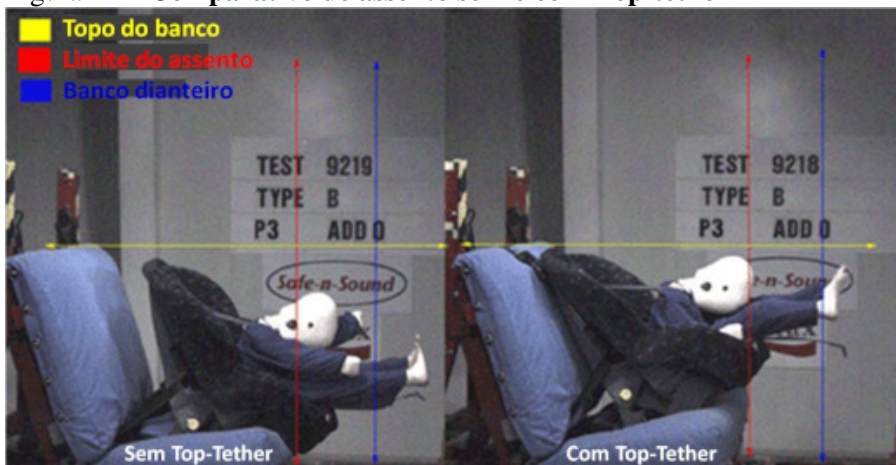 Topo do banco
Limite do assento
Banco dianteiro
TEST 9219
TYPE B
P3 ADD 0
Safe-n-Sound
Sem Top-Tether
TEST 9218
TYPE B
P3 ADD 0
e-n-Soun
Com Top-Tether